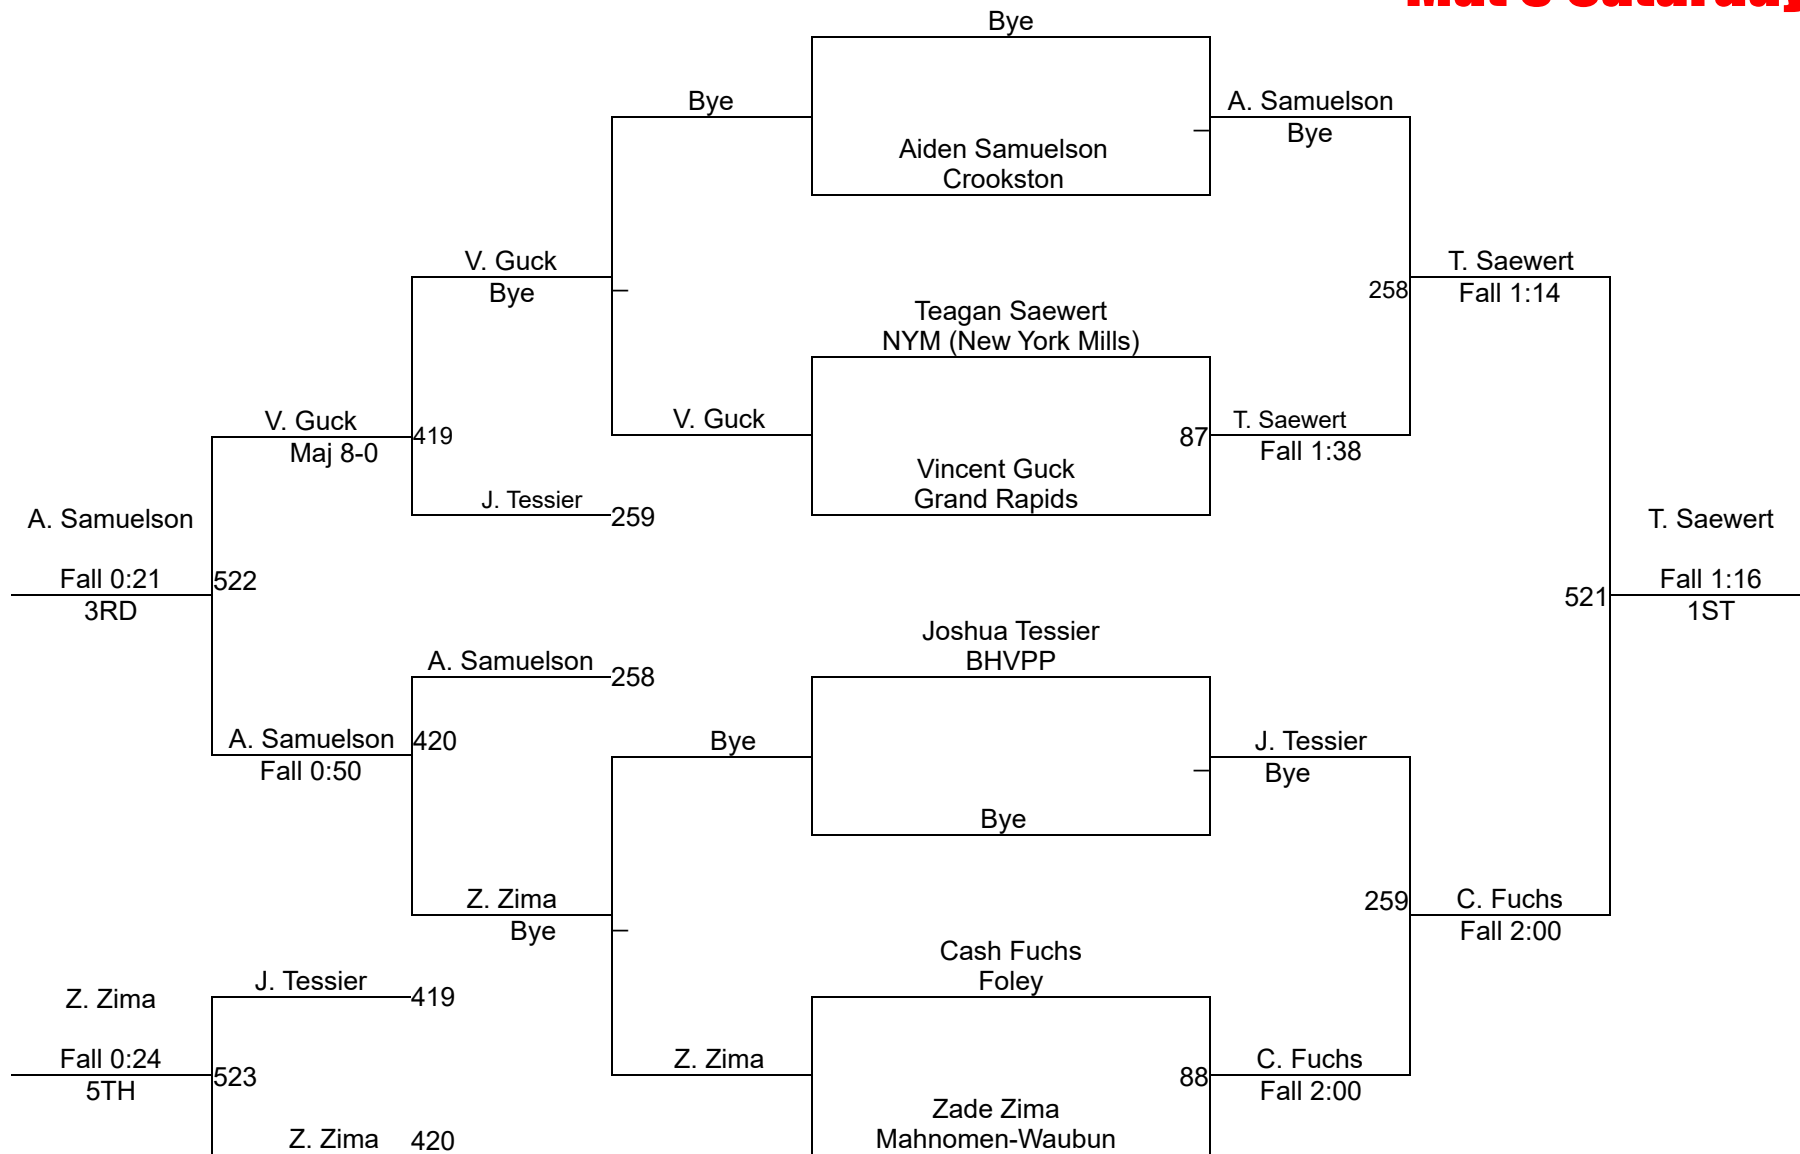 Bye
Bye
A. Samuelson
Bye
Aiden Samuelson
Crookston
V. Guck
Bye
T. Saewert
258
Fall 1:14
Teagan Saewert
NYM (New York Mills)
V. Guck
419
Maj 8-0
V. Guck
87
T. Saewert
Fall 1:38
Vincent Guck
Grand Rapids
J. Tessier
259
A. Samuelson
T. Saewert
Fall 0:21
522
3RD
Fall 1:16
521
1ST
Joshua Tessier
BHVPP
A. Samuelson
258
A. Samuelson
420
Fall 0:50
Bye
J. Tessier
Bye
Bye
Z. Zima
Bye
259
C. Fuchs
Fall 2:00
Cash Fuchs
Foley
J. Tessier
419
Z. Zima
Fall 0:24
523
5TH
Z. Zima
88
C. Fuchs
Fall 2:00
Zade Zima
Mahnomen-Waubun
Z. Zima
420